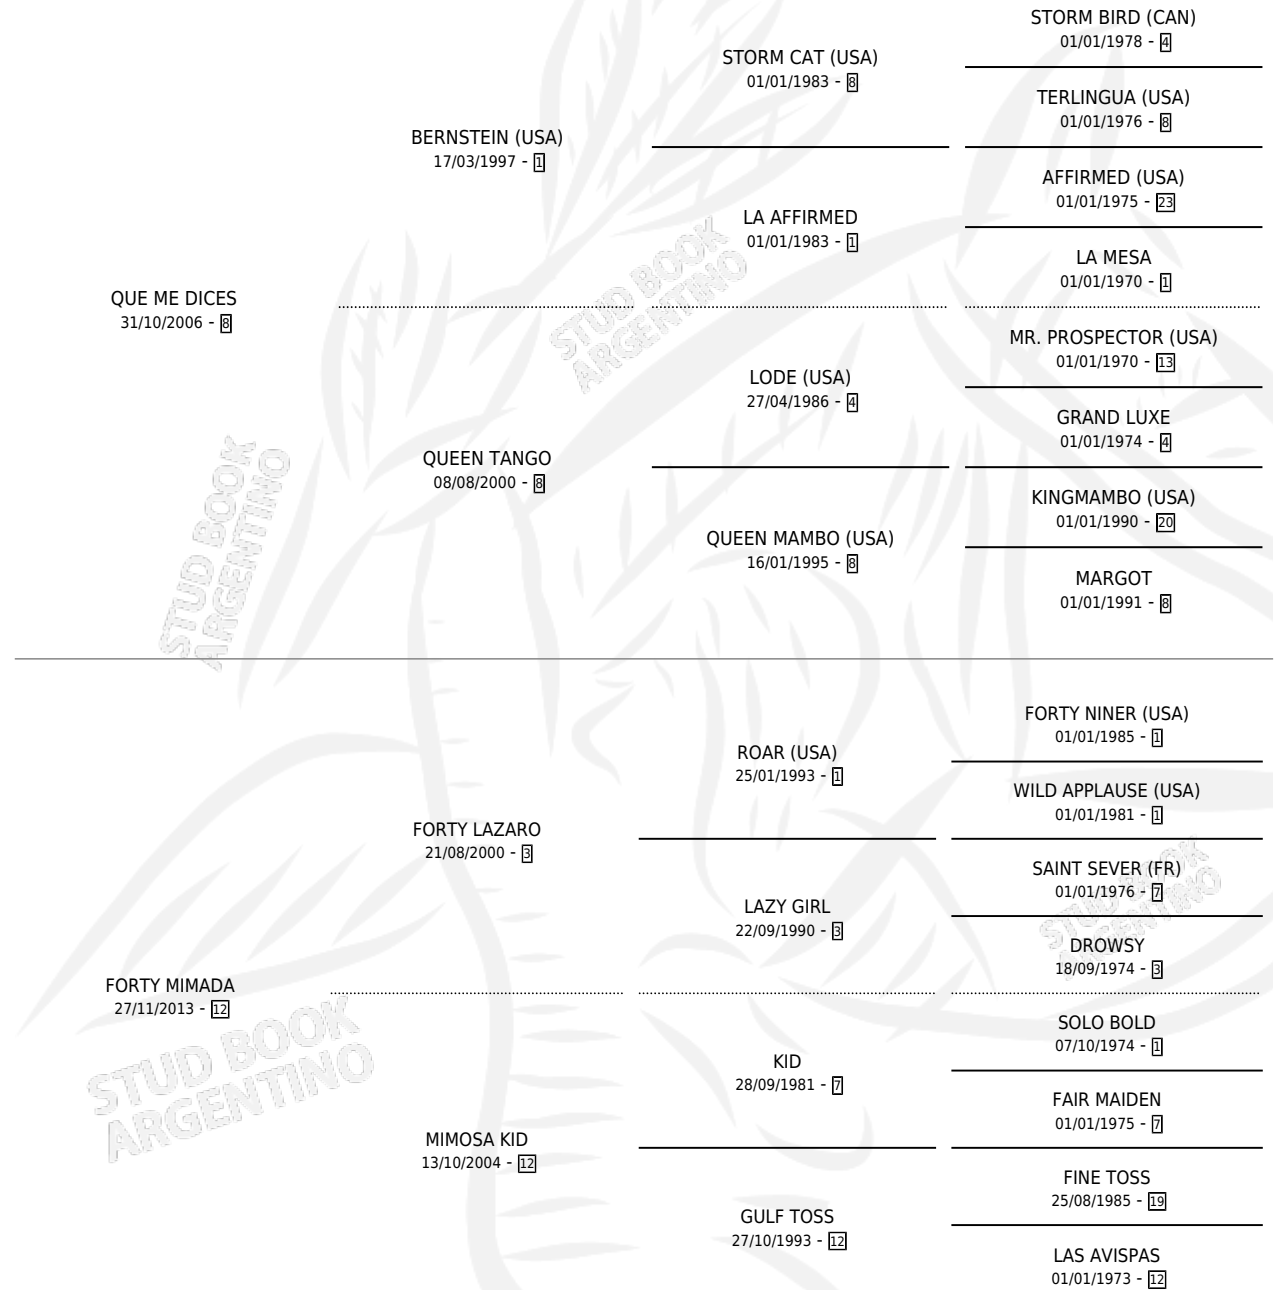 STORM BIRD (CAN)
01/01/1978 - 4
STORM CAT (USA)
01/01/1983 - 8
TERLINGUA (USA)
01/01/1976 - 8
BERNSTEIN (USA)
17/03/1997 - 1
AFFIRMED (USA)
01/01/1975 - 23
LA AFFIRMED
01/01/1983 - 1
LA MESA
01/01/1970 - 1
QUE ME DICES
31/10/2006 - 8
MR. PROSPECTOR (USA)
01/01/1970 - 13
LODE (USA)
27/04/1986 - 4
GRAND LUXE
01/01/1974 - 4
QUEEN TANGO
08/08/2000 - 8
KINGMAMBO (USA)
01/01/1990 - 20
QUEEN MAMBO (USA)
16/01/1995 - 8
MARGOT
01/01/1991 - 8
FORTY NINER (USA)
01/01/1985 - 1
ROAR (USA)
25/01/1993 - 1
WILD APPLAUSE (USA)
01/01/1981 - 1
FORTY LAZARO
21/08/2000 - 3
SAINT SEVER (FR)
01/01/1976 - 7
LAZY GIRL
22/09/1990 - 3
DROWSY
18/09/1974 - 3
FORTY MIMADA
27/11/2013 - 12
SOLO BOLD
07/10/1974 - 1
KID
28/09/1981 - 7
FAIR MAIDEN
01/01/1975 - 7
MIMOSA KID
13/10/2004 - 12
FINE TOSS
25/08/1985 - 19
GULF TOSS
27/10/1993 - 12
LAS AVISPAS
01/01/1973 - 12
STUD BOOK
ARGENTINO
STUD BOOK
ARGENTINO
STUD BOOK
ARGENTINO
STUD BOOK
ARGENTINO